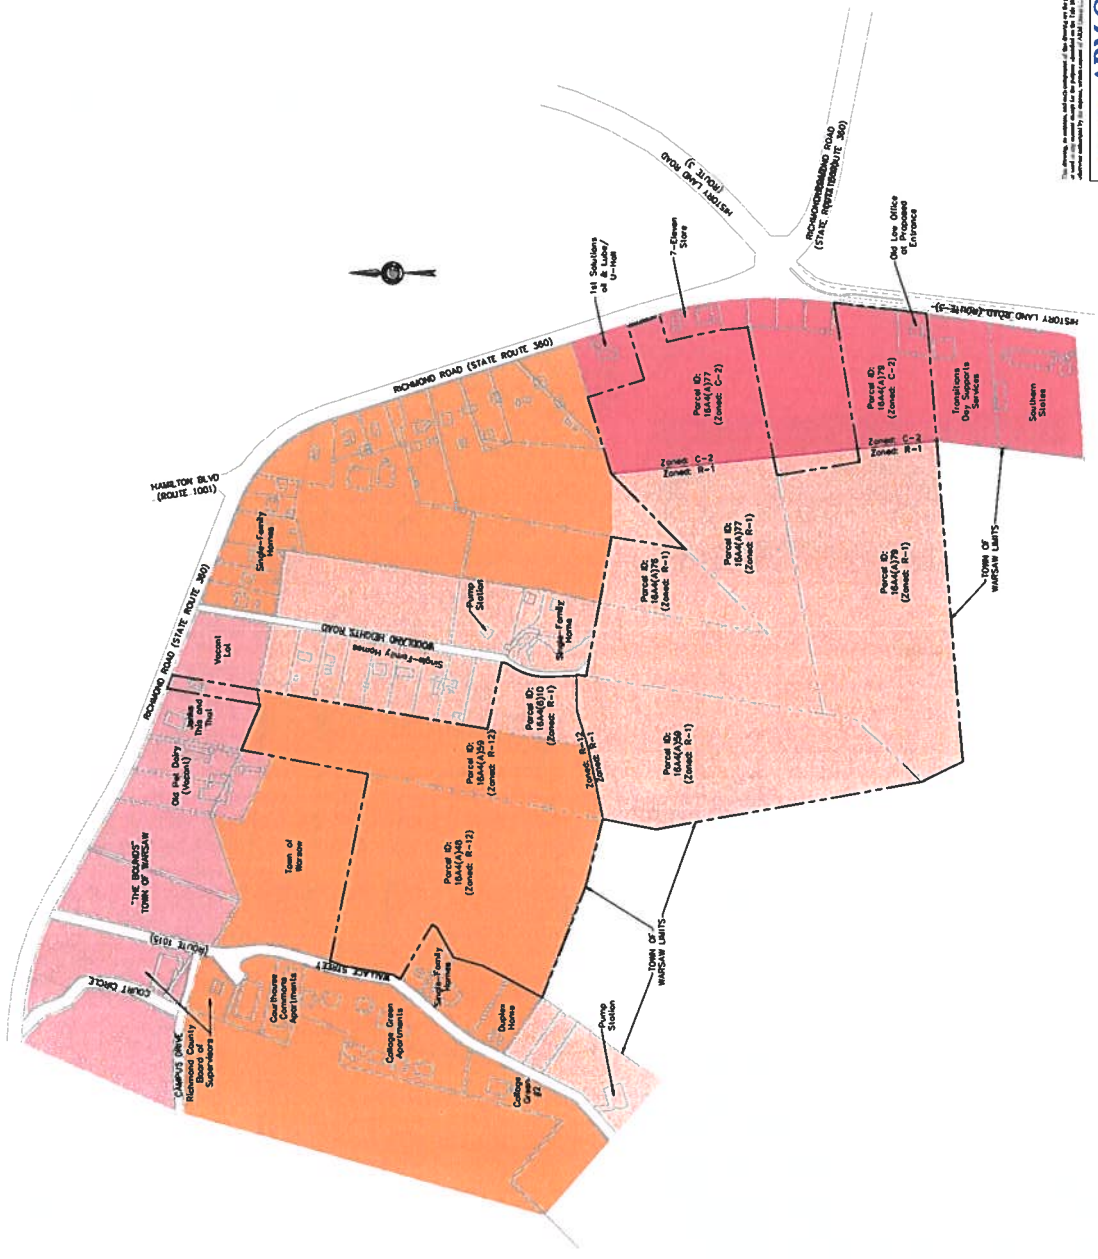 HISTORY LAND ROAD
(ROUTE 3)
RICHMOND ROAD
(STATE ROUTE 360)
HAMILTON BLVD
(ROUTE 1001)
RICHMOND ROAD (STATE ROUTE 360)
RICHMOND ROAD (STATE ROUTE 360)
1st Solutions
oil & Lube/
U-Hall
7-Eleven
Store
Old Law Office
at Proposed
Entrance
HISTORY LAND ROAD (ROUTE 3)
Parcel ID:
16A4(A)77
(Zoned: C-2)
Parcel ID:
16A4(A)79
(Zoned: C-2)
Transitions
Day Supports
Services
Southern
States
Zoned: C-2
Zoned: R-1
Zoned: C-2
Zoned: R-1
Single-Family
Homes
Vacant
Lot
WOODLAND HEIGHTS ROAD
Single-Family Homes
Pump
Station
Single-Family
Home
Parcel ID:
16A4(A)76
(Zoned: R-1)
Parcel ID:
16A4(A)77
(Zoned: R-1)
Parcel ID:
16A4(A)79
(Zoned: R-1)
TOWN OF
WARSAW LIMITS
This and
That
Old Pet Dairy
(Vacant)
"THE BOUNDS"
TOWN OF WARSAW
Town of
Warsaw
Parcel ID:
16A4(A)59
(Zoned: R-12)
Parcel ID:
16A4(6)10
(Zoned: R-1)
Zoned: R-12
Zoned: R-1
Parcel ID:
16A4(A)59
(Zoned: R-1)
Parcel ID:
16A4(A)48
(Zoned: R-12)
TOWN OF
WARSAW LIMITS
COURT CIRCLE
(ROUTE 1015)
CAMPUS DRIVE
Richmond County
Board of
Supervisors
Courthouse
Commons
Apartments
WALLACE STREET
Cottage Green
Apartments
Single-Family
Homes
Duplex
Home
Cottage
Green
#2
Pump
Station